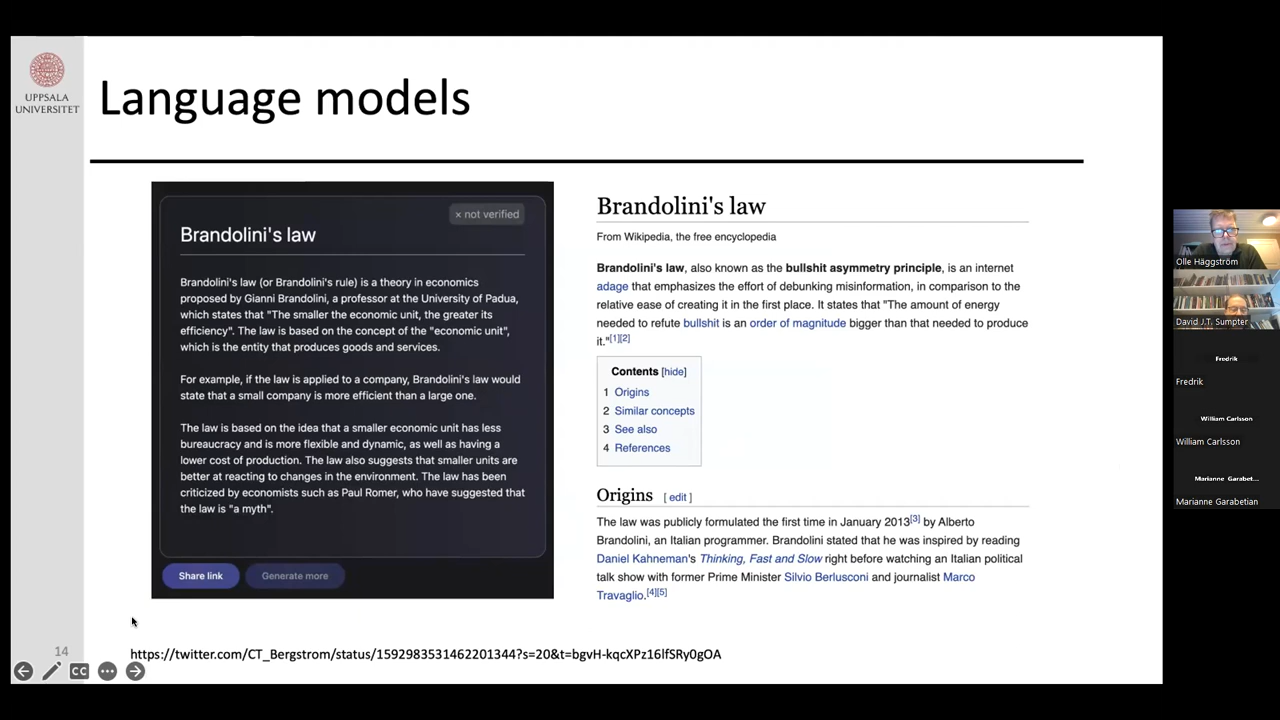 UPPSALA
UNIVERSITET
Language models
× not verified
Brandolini's law
Brandolini's law (or Brandolini's rule) is a theory in economics
proposed by Gianni Brandolini, a professor at the University of Padua,
which states that "The smaller the economic unit, the greater its
efficiency". The law is based on the concept of the "economic unit",
which is the entity that produces goods and services.
For example, if the law is applied to a company, Brandolini's law would
state that a small company is more efficient than a large one.
The law is based on the idea that a smaller economic unit has less
bureaucracy and is more flexible and dynamic, as well as having a
lower cost of production. The law also suggests that smaller units are
better at reacting to changes in the environment. The law has been
criticized by economists such as Paul Romer, who have suggested that
the law is "a myth".
Share link
Generate more
Brandolini's law
From Wikipedia, the free encyclopedia
Brandolini's law, also known as the bullshit asymmetry principle, is an internet
adage that emphasizes the effort of debunking misinformation, in comparison to the
relative ease of creating it in the first place. It states that "The amount of energy
needed to refute bullshit is an order of magnitude bigger than that needed to produce
it."[1][2]
Contents [hide]
1 Origins
2 Similar concepts
3 See also
4 References
Origins [ edit ]
The law was publicly formulated the first time in January 2013[3] by Alberto
Brandolini, an Italian programmer. Brandolini stated that he was inspired by reading
Daniel Kahneman's Thinking, Fast and Slow right before watching an Italian political
talk show with former Prime Minister Silvio Berlusconi and journalist Marco
Travaglio.[4][5]
14
https://twitter.com/CT_Bergstrom/status/1592983531462201344?s=20&t=bgvH-kqcXPz16lfSRy0gOA
CC
Olle Häggström
David J.T. Sumpter
Fredrik
Fredrik
William Carlsson
William Carlsson
Marianne Garabet...
Marianne Garabetian